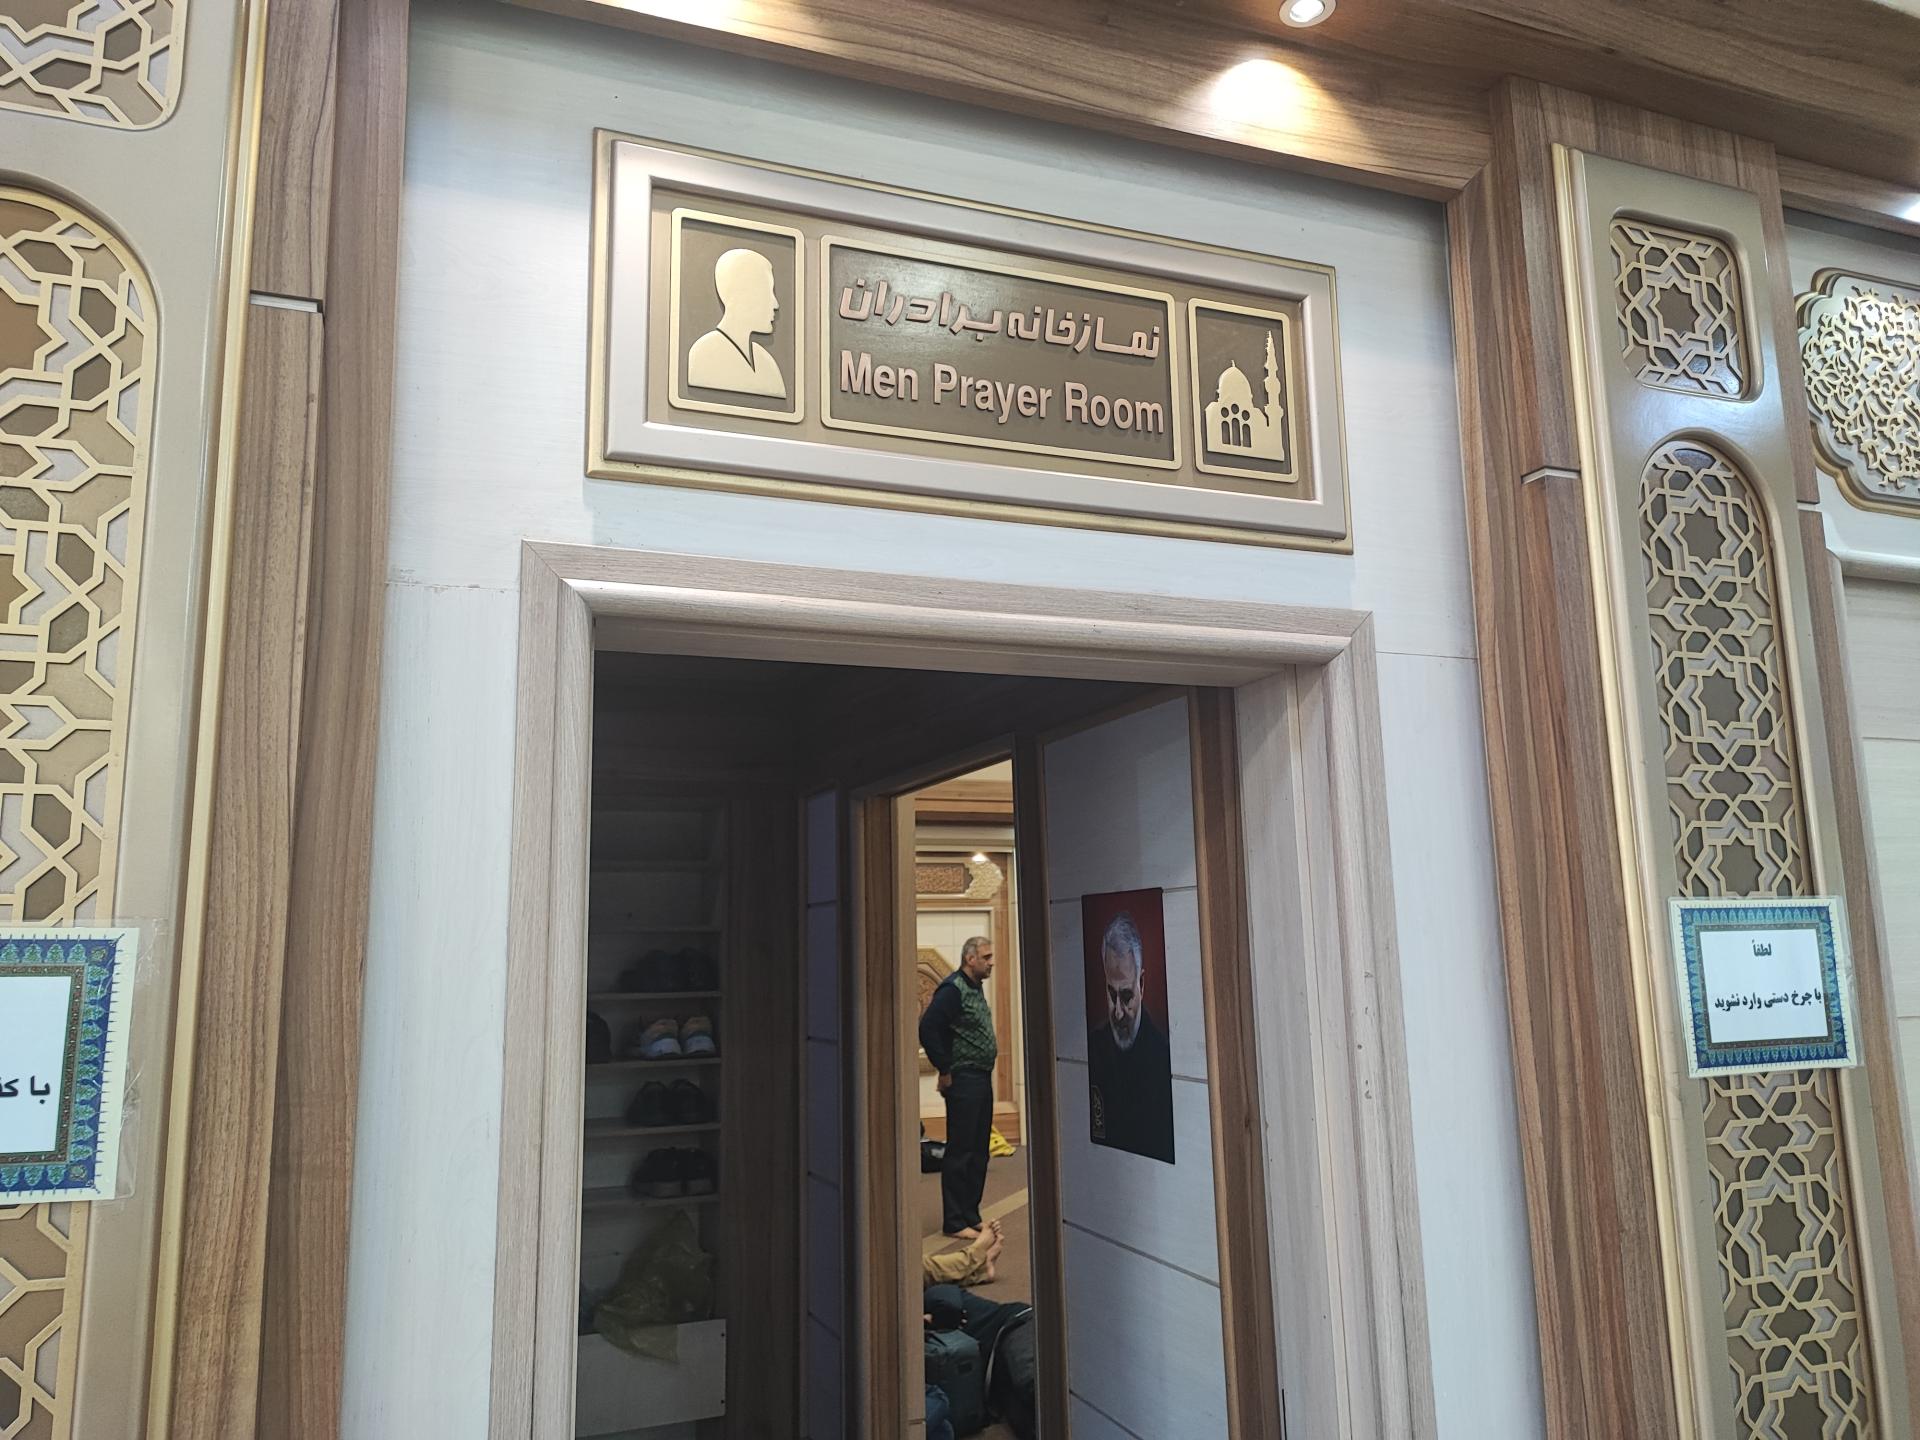 نمازخانه برادران
Men Prayer Room
لطفاً
با چرخ دستی وارد نشوید
با